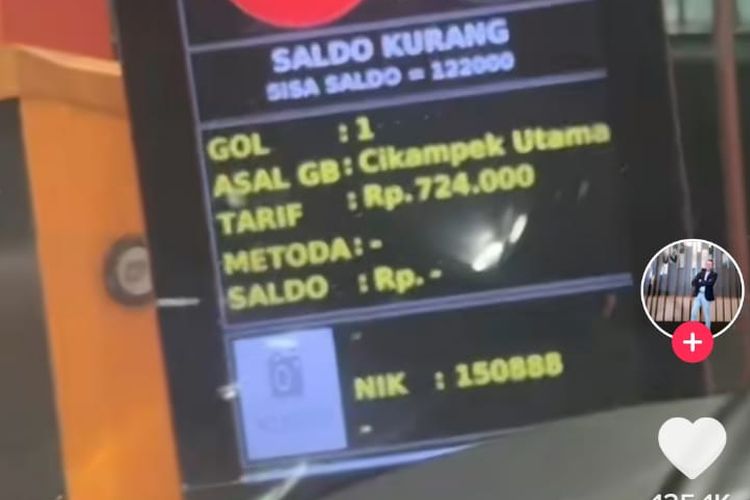 SALDO KURANG
SISA SALDO = 122000
GOL : 1
ASAL GB : Cikampek Utama
TARIF : Rp. 724.000
METODA : -
SALDO : Rp. -
-
NIK : 150888
-